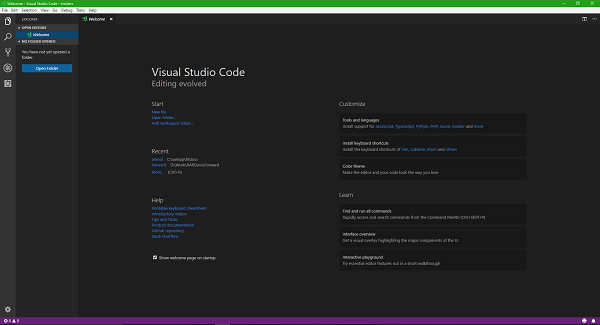 Welcome - Visual Studio Code - Insiders
File Edit Selection View Go Debug Tasks Help
EXPLORER
OPEN EDITORS
Welcome
NO FOLDER OPENED
You have not yet opened a
folder.
Open Folder
Welcome
Visual Studio Code
Editing evolved
Start
New file
Open folder...
Add workspace folder...
Recent
Forward
More... (Ctrl+R)
Help
Printable keyboard cheatsheet
Introductory videos
Tips and Tricks
Product documentation
GitHub repository
Stack Overflow
Show welcome page on startup
Customize
Tools and languages
Install support for JavaScript, TypeScript, Python, PHP, Azure, Docker and more
Install keyboard shortcuts
Install the keyboard shortcuts of Vim, Sublime, Atom and others
Color theme
Make the editor and your code look the way you love
Learn
Find and run all commands
Rapidly access and search commands from the Command Palette (Ctrl+Shift+P)
Interface overview
Get a visual overlay highlighting the major components of the UI
Interactive playground
Try essential editor features out in a short walkthrough
0 0